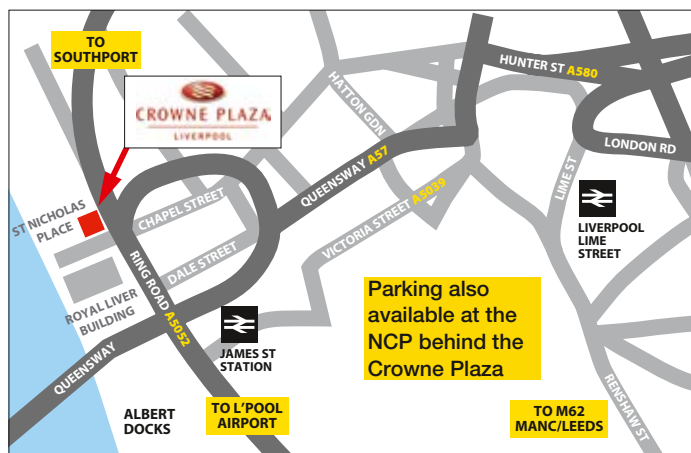 TO
SOUTHPORT
CROWNE PLAZA
LIVERPOOL
HUNTER ST A580
HATTON GDN
LONDON RD
QUEENSWAY A57
LIME ST
VICTORIA STREET A5039
ST NICHOLAS
PLACE
CHAPEL STREET
LIVERPOOL
LIME
STREET
DALE STREET
RING ROAD A5052
ROYAL LIVER
BUILDING
Parking also
available at the
NCP behind the
Crowne Plaza
JAMES ST
STATION
QUEENSWAY
RENSHAW ST
ALBERT
DOCKS
TO L'POOL
AIRPORT
TO M62
MANC/LEEDS